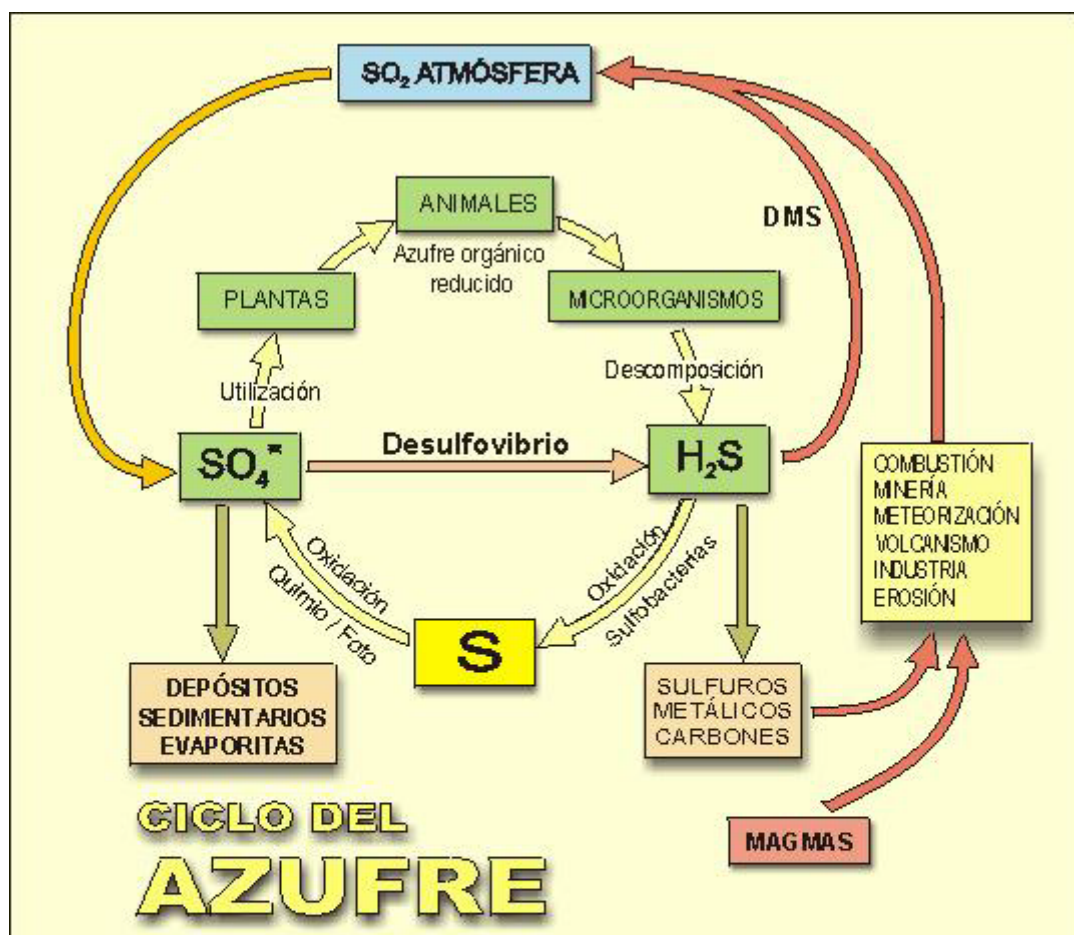 SO₂ ATMÓSFERA
ANIMALES
Azufre orgánico
reducido
DMS
PLANTAS
MICROORGANISMOS
Utilización
Descomposición
SO₄⁼
Desulfovibrio
H₂S
COMBUSTIÓN
MINERÍA
METEORIZACIÓN
VOLCANISMO
INDUSTRIA
EROSIÓN
Oxidación
Quimio / Foto
Oxidación
Sulfobacterias
S
DEPÓSITOS
SEDIMENTARIOS
EVAPORITAS
SULFUROS
METÁLICOS
CARBONES
MAGMAS
CICLO DEL
AZUFRE